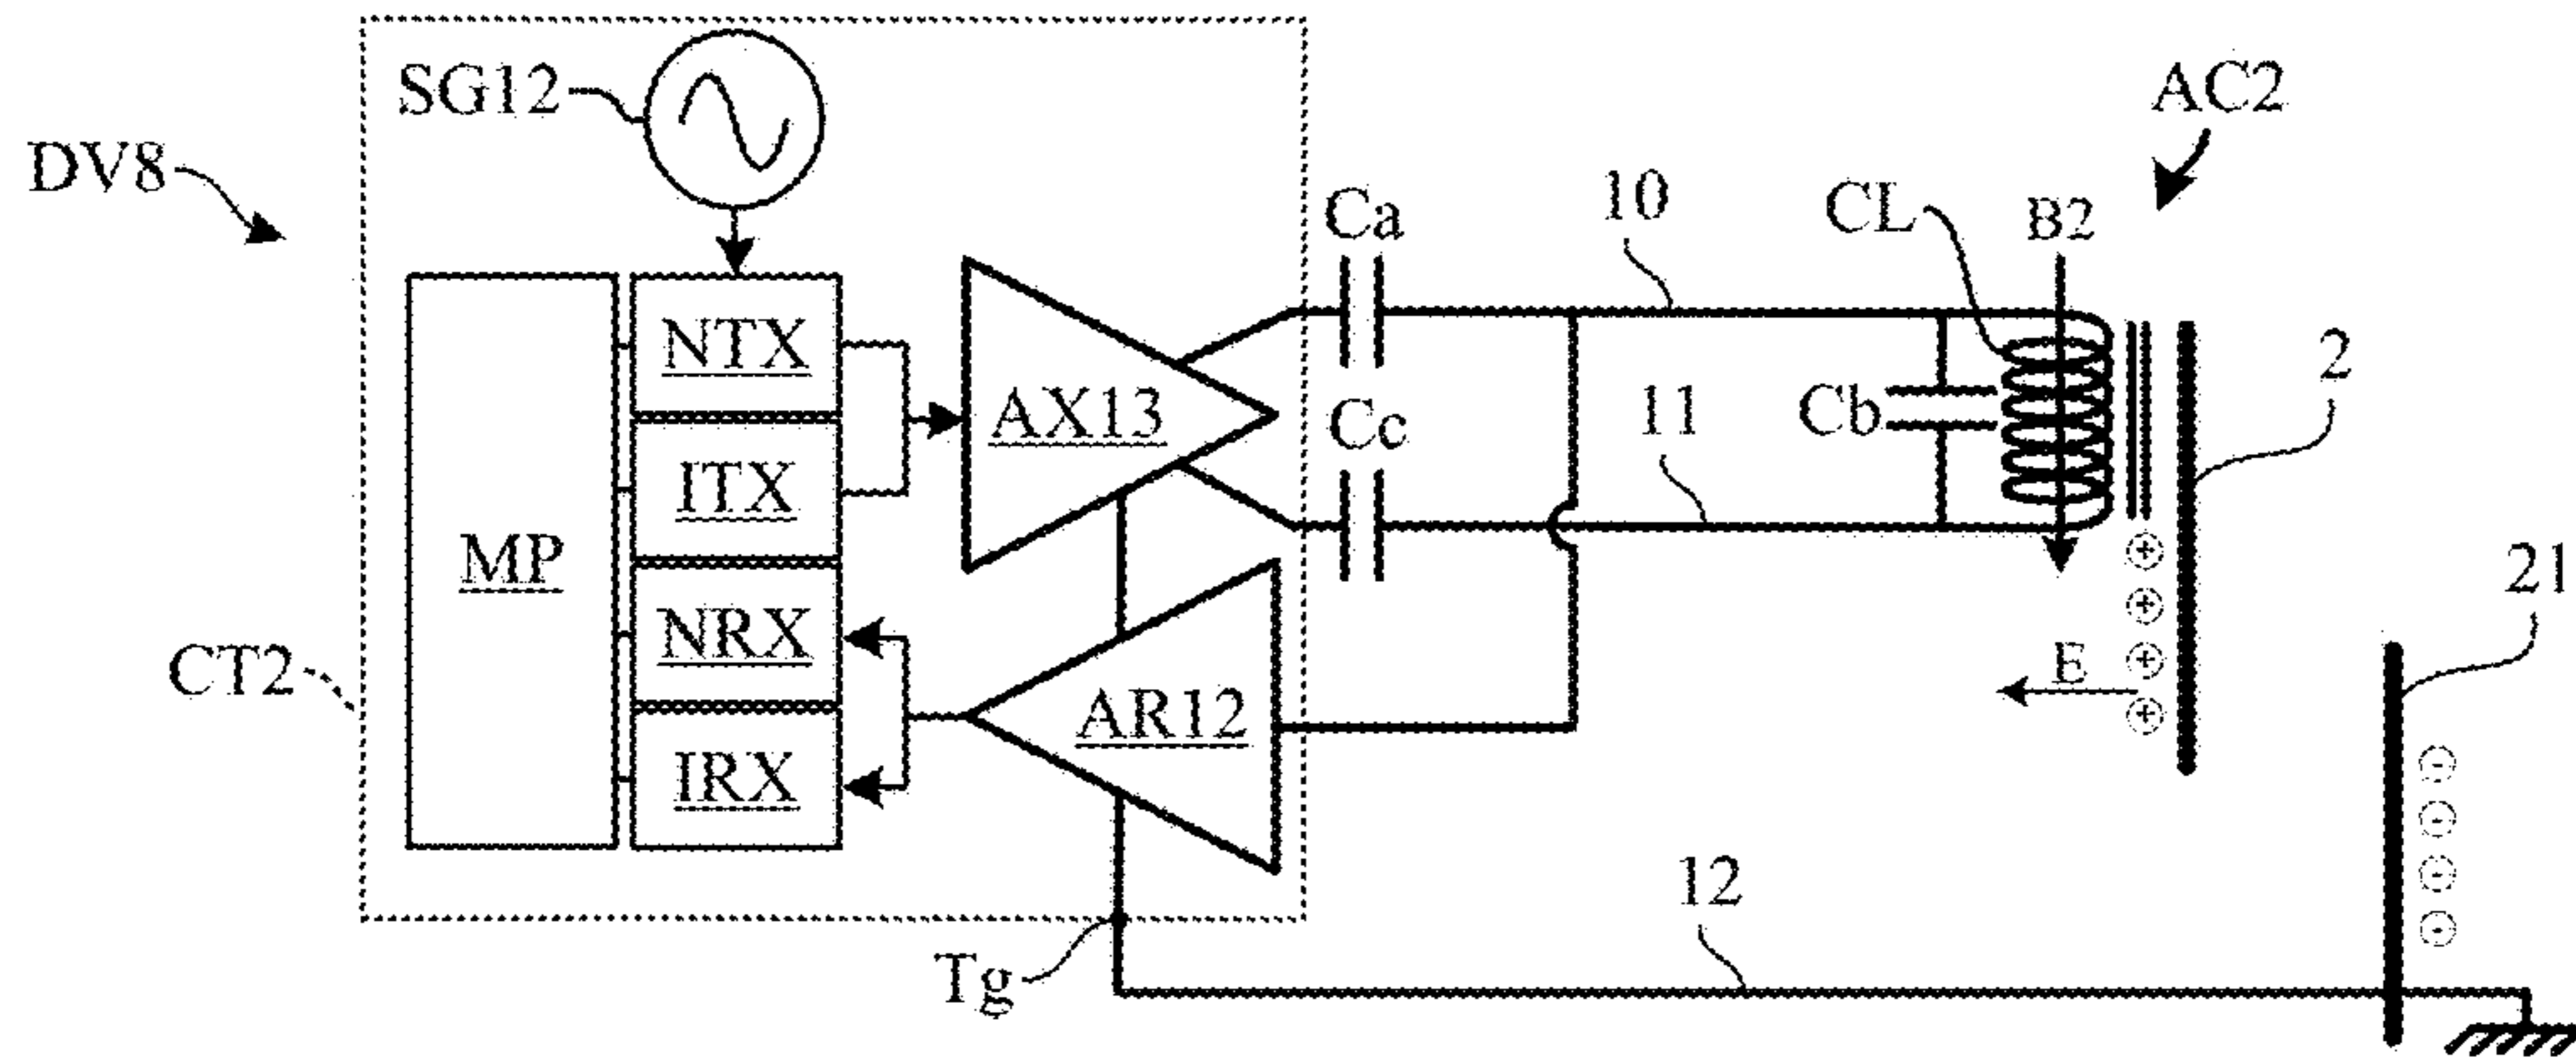 SG12
AC2
DV8
Ca
10
CL
B2
NTX
2
AX13
Cc
11
Cb
ITX
MP
21
NRX
CT2
E
AR12
IRX
12
Tg